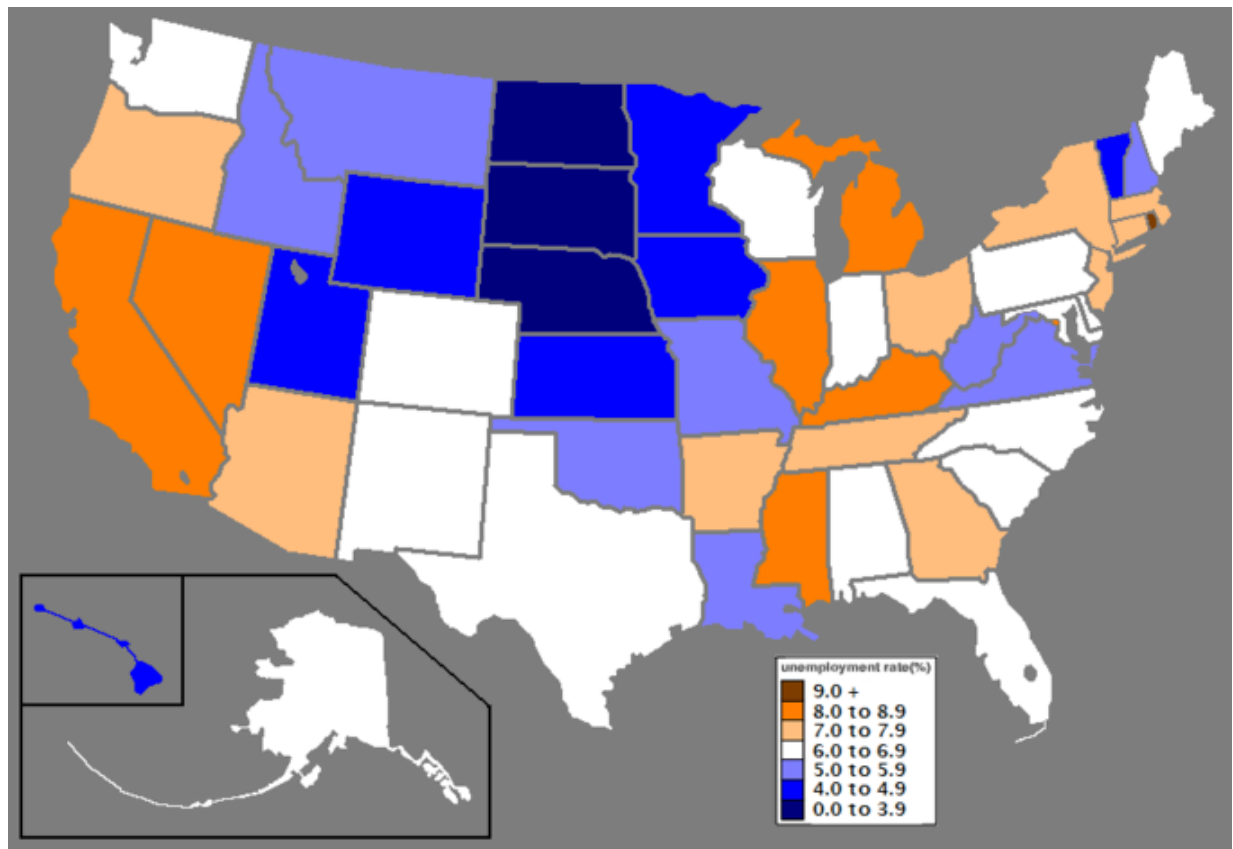 unemployment rate(%)
9.0 +
8.0 to 8.9
7.0 to 7.9
6.0 to 6.9
5.0 to 5.9
4.0 to 4.9
0.0 to 3.9